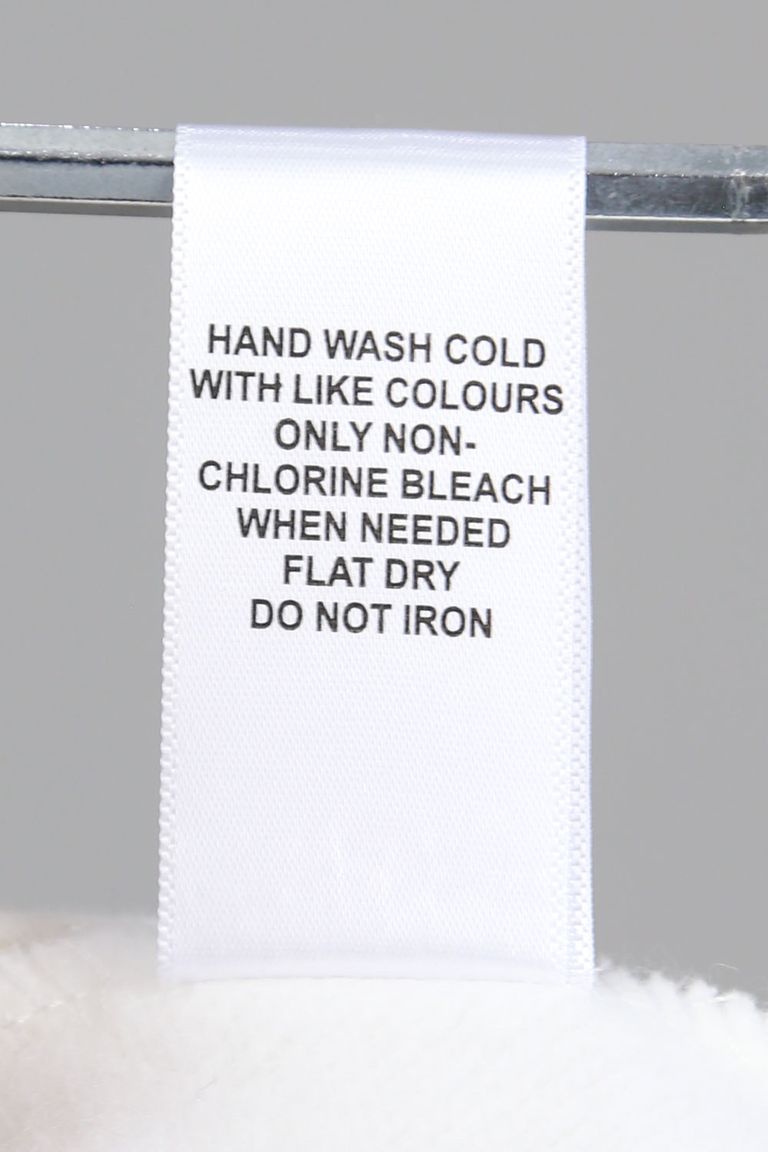 HAND WASH COLD
WITH LIKE COLOURS
ONLY NON-
CHLORINE BLEACH
WHEN NEEDED
FLAT DRY
DO NOT IRON